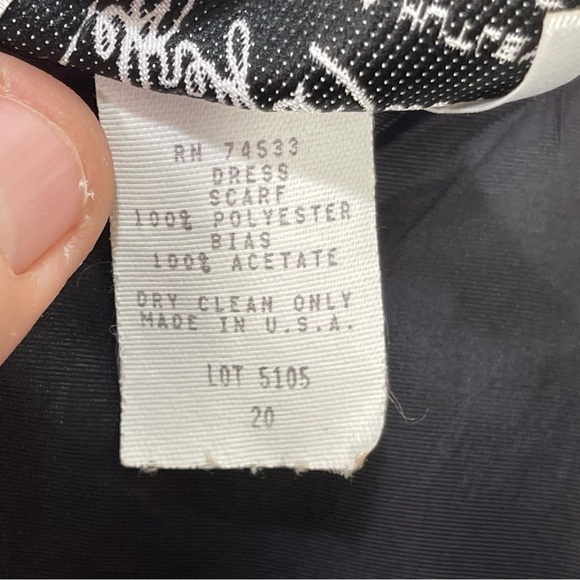 RN 74533
DRESS
SCARF
100% POLYESTER
BIAS
100% ACETATE
DRY CLEAN ONLY
MADE IN U.S.A.
LOT 5105
20